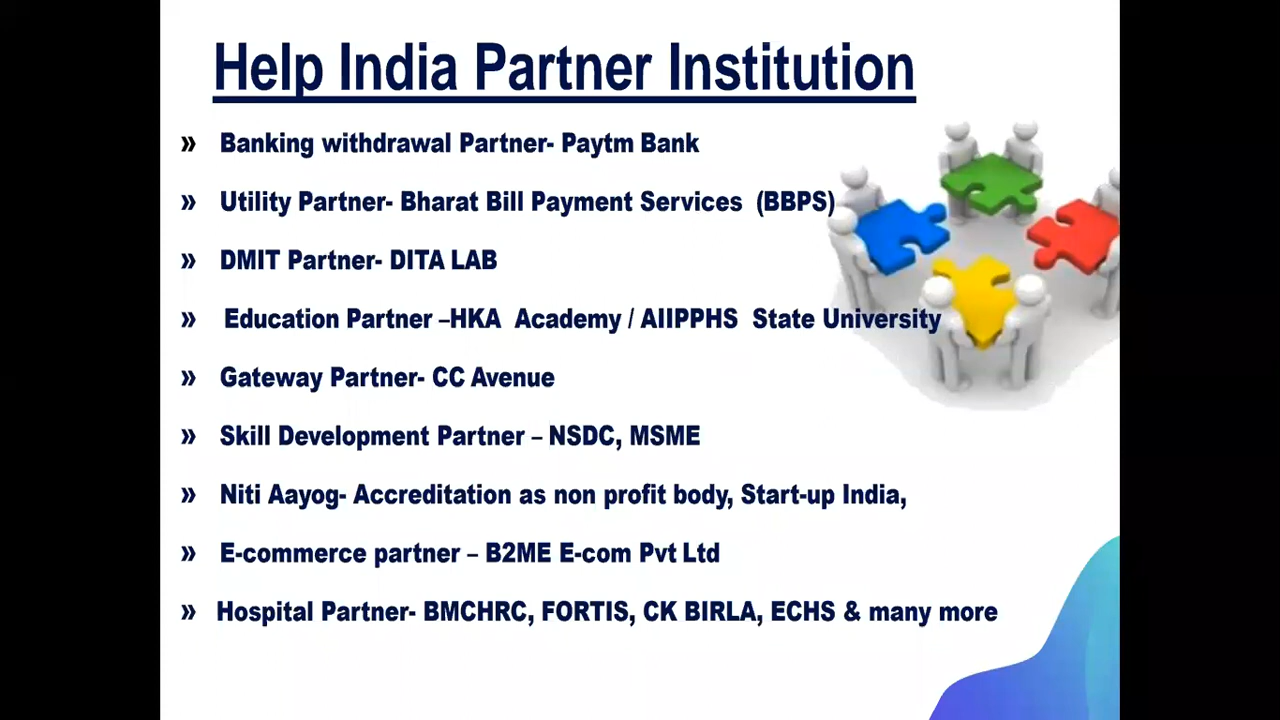 Help India Partner Institution
» Banking withdrawal Partner- Paytm Bank
» Utility Partner- Bharat Bill Payment Services (BBPS)
» DMIT Partner- DITA LAB
» Education Partner –HKA Academy / AIIPPHS State University
» Gateway Partner- CC Avenue
» Skill Development Partner – NSDC, MSME
» Niti Aayog- Accreditation as non profit body, Start-up India,
» E-commerce partner – B2ME E-com Pvt Ltd
» Hospital Partner- BMCHRC, FORTIS, CK BIRLA, ECHS & many more